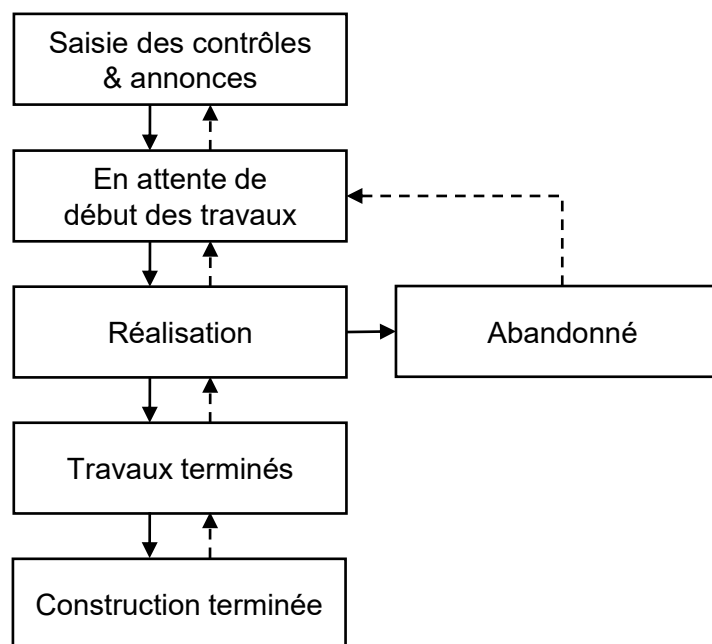 Saisie des contrôles
& annonces
En attente de
début des travaux
Réalisation
Abandonné
Travaux terminés
Construction terminée